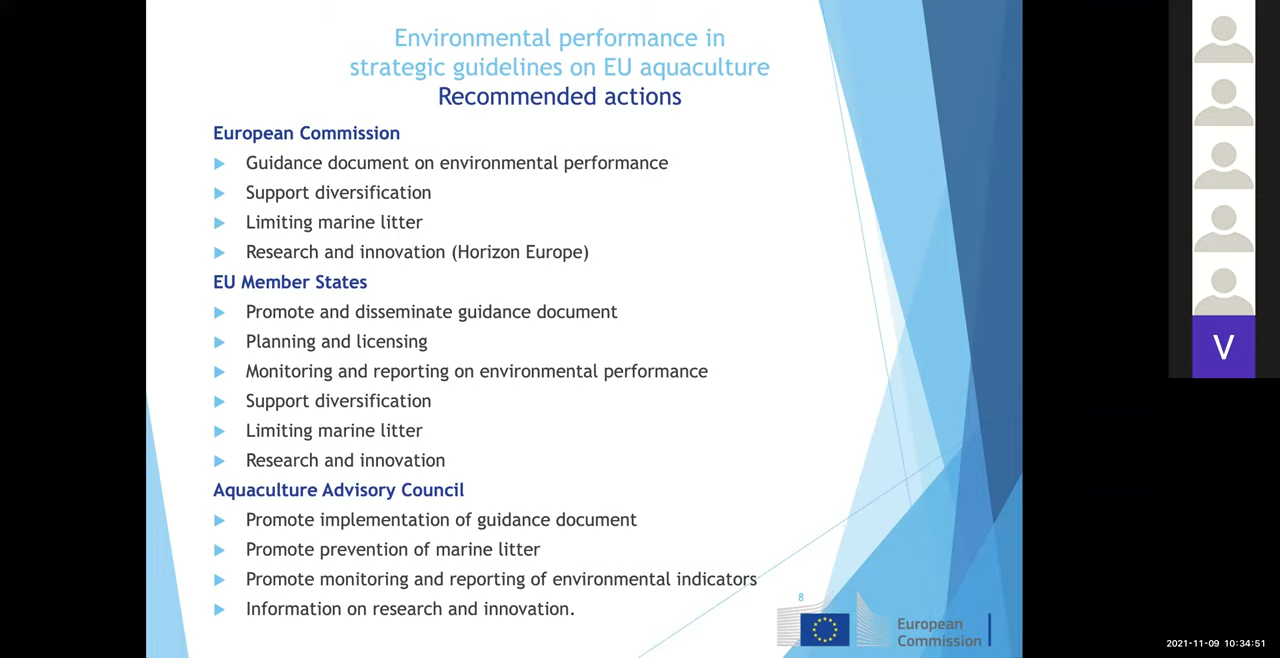 Environmental performance in
strategic guidelines on EU aquaculture
Recommended actions
European Commission
Guidance document on environmental performance
Support diversification
Limiting marine litter
Research and innovation (Horizon Europe)
EU Member States
Promote and disseminate guidance document
Planning and licensing
Monitoring and reporting on environmental performance
Support diversification
Limiting marine litter
Research and innovation
Aquaculture Advisory Council
Promote implementation of guidance document
Promote prevention of marine litter
Promote monitoring and reporting of environmental indicators
Information on research and innovation.
8
European
Commission
V
2021-11-09 10:34:51